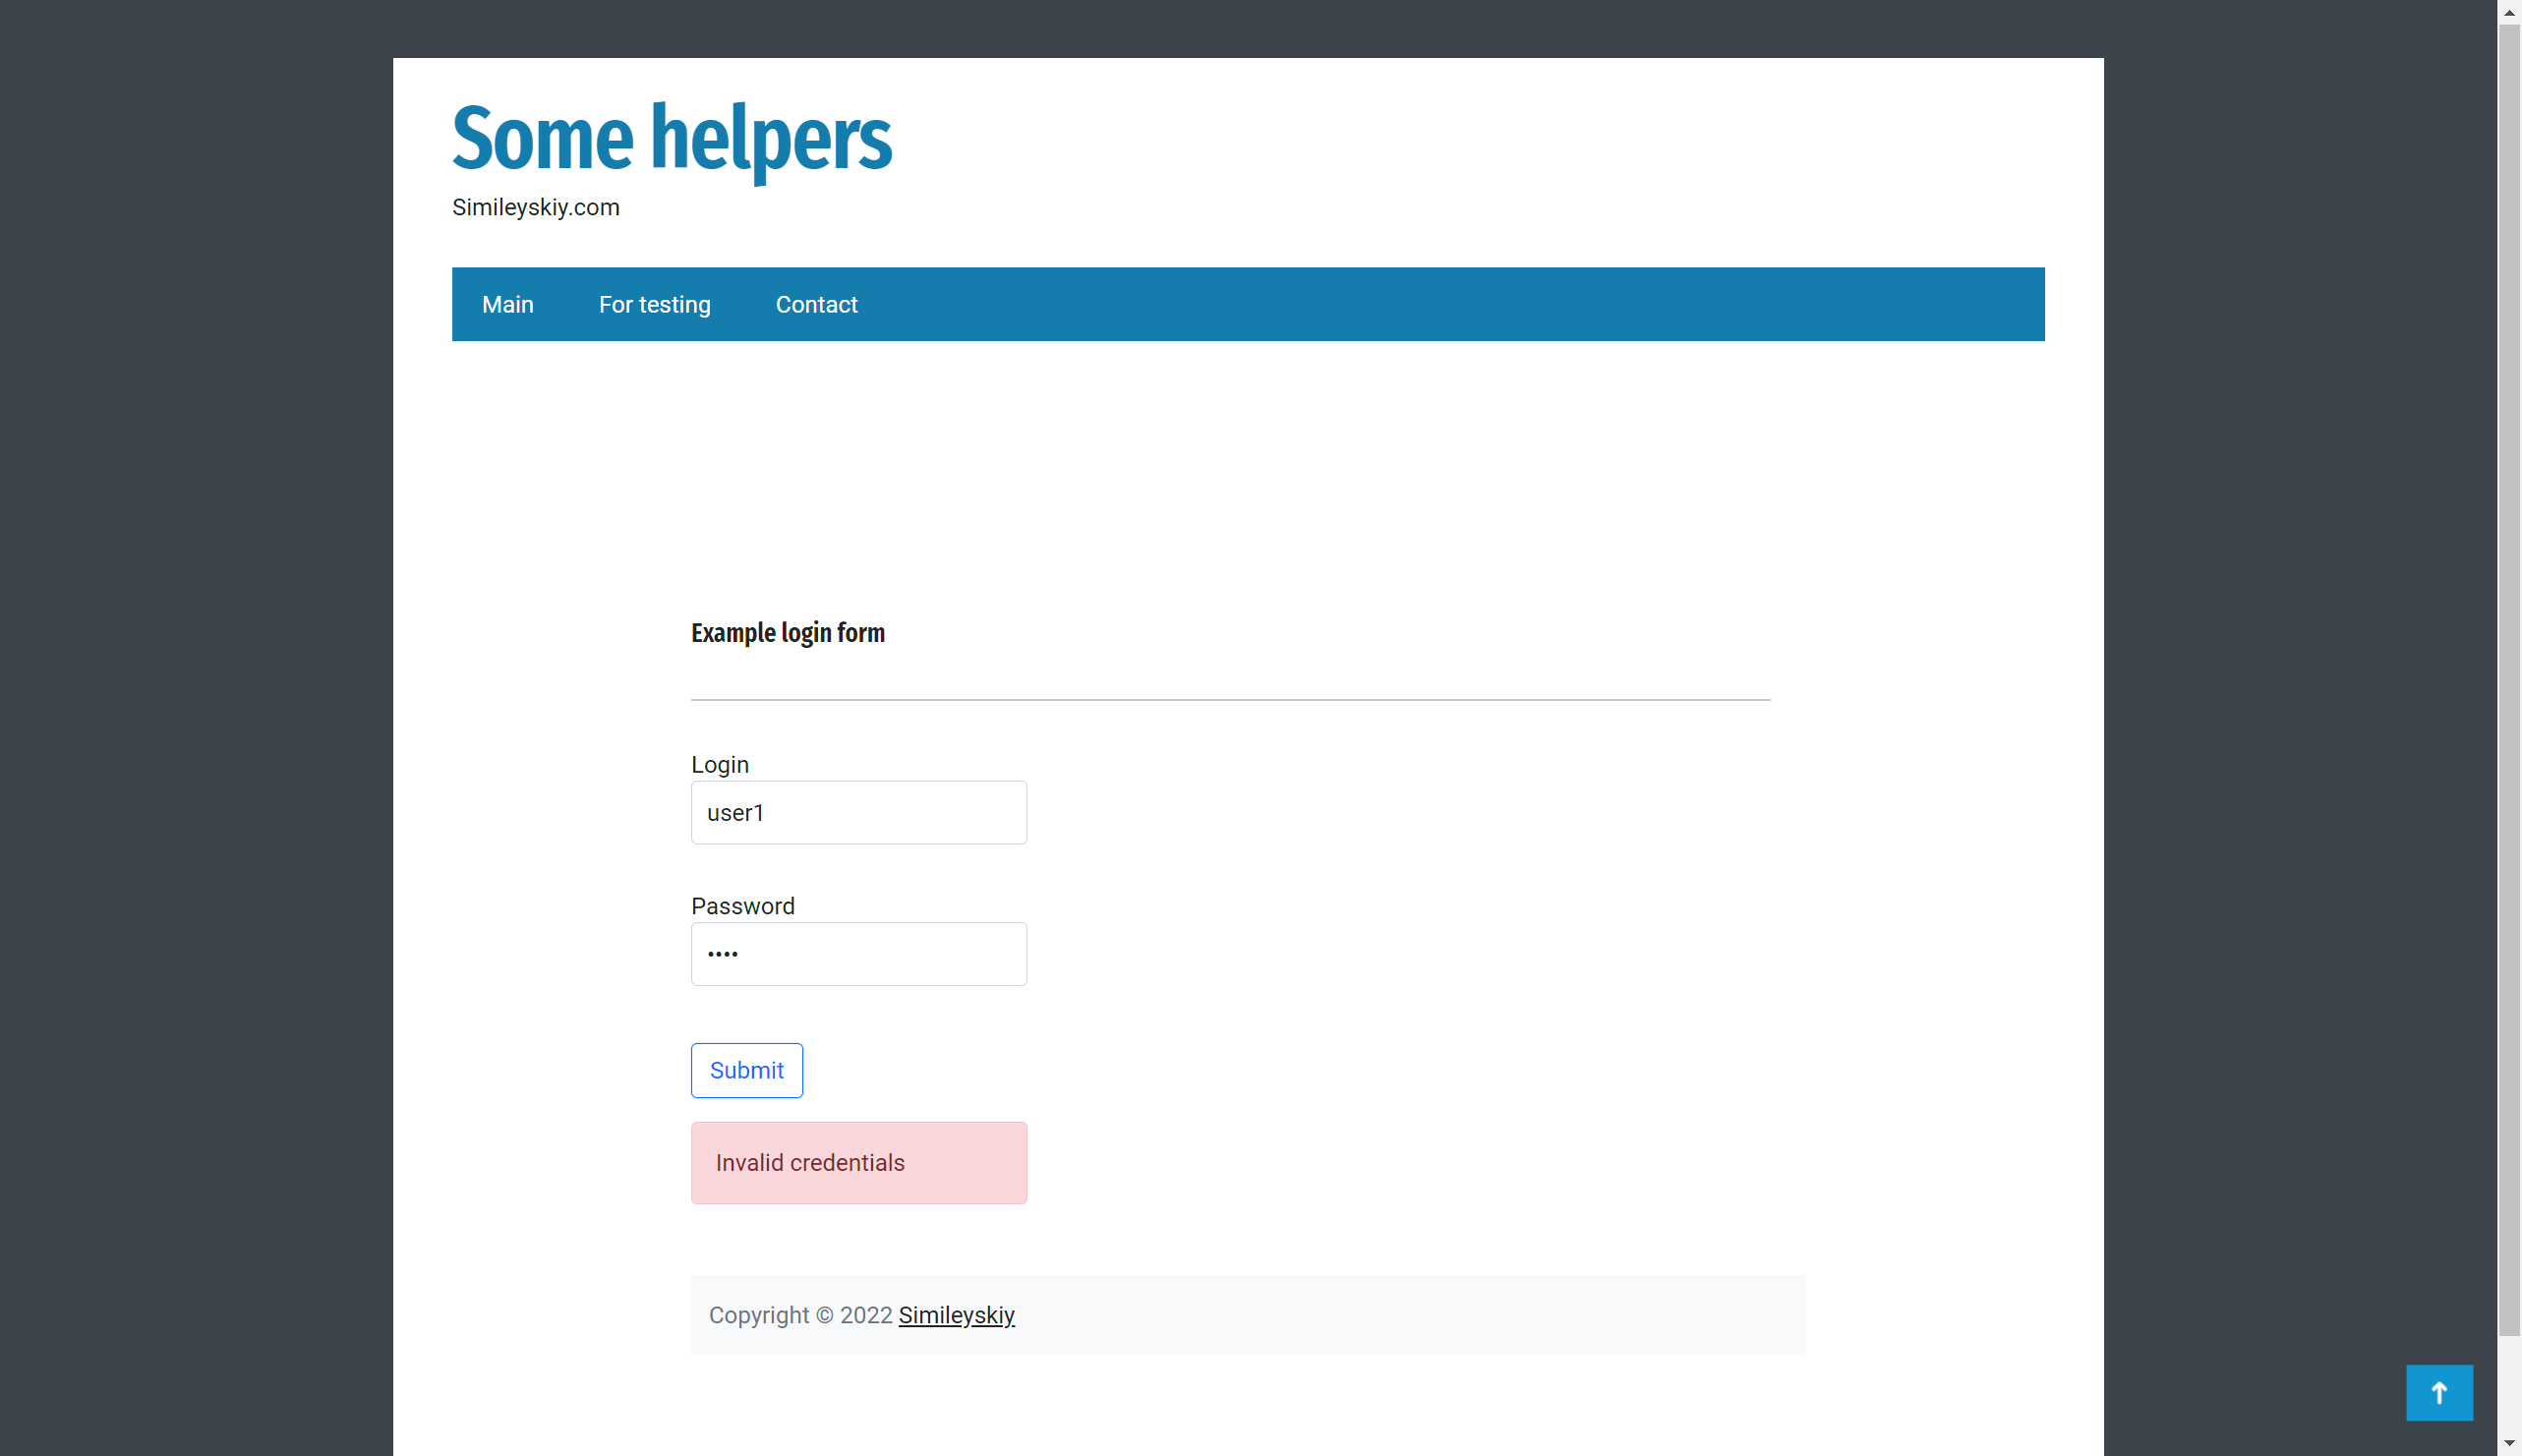 Some helpers
Simileyskiy.com
Main For testing Contact
Example login form
Login
user1
Password
••••
Submit
Invalid credentials
Copyright © 2022 Simileyskiy